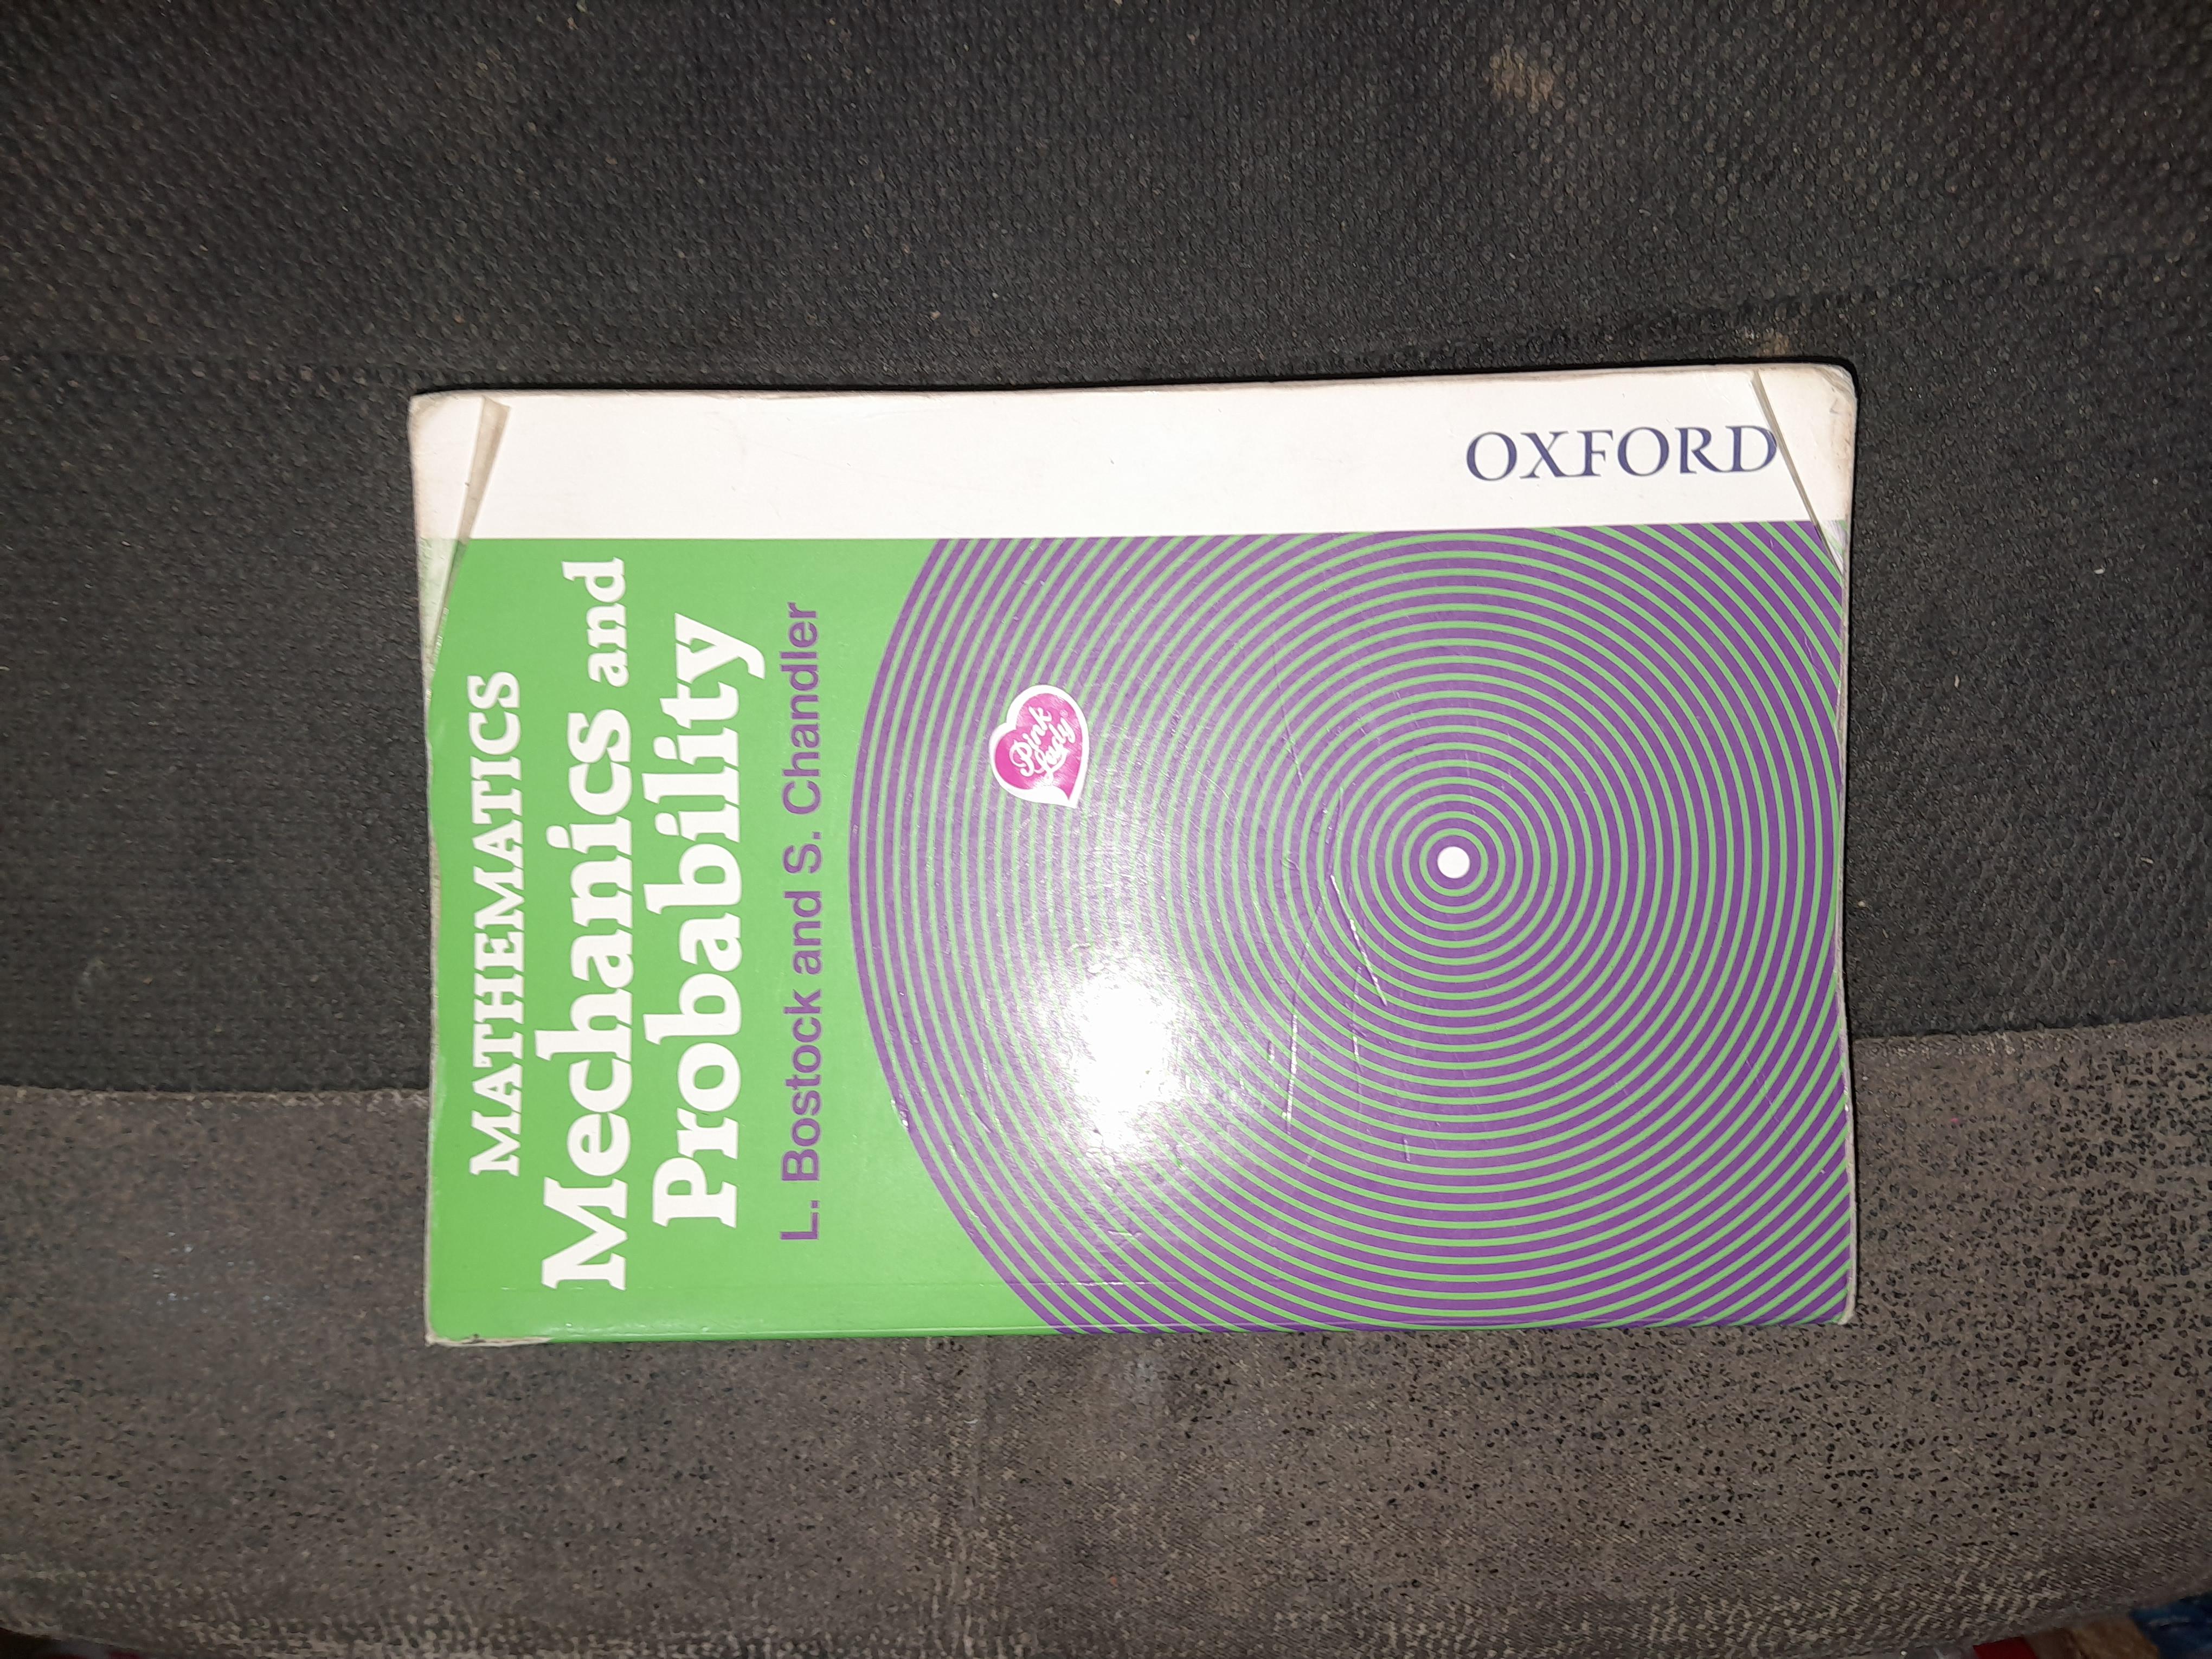 MATHEMATICS
Mechanics and
Probability
L. Bostock and S. Chandler
Pink
Lady
OXFORD